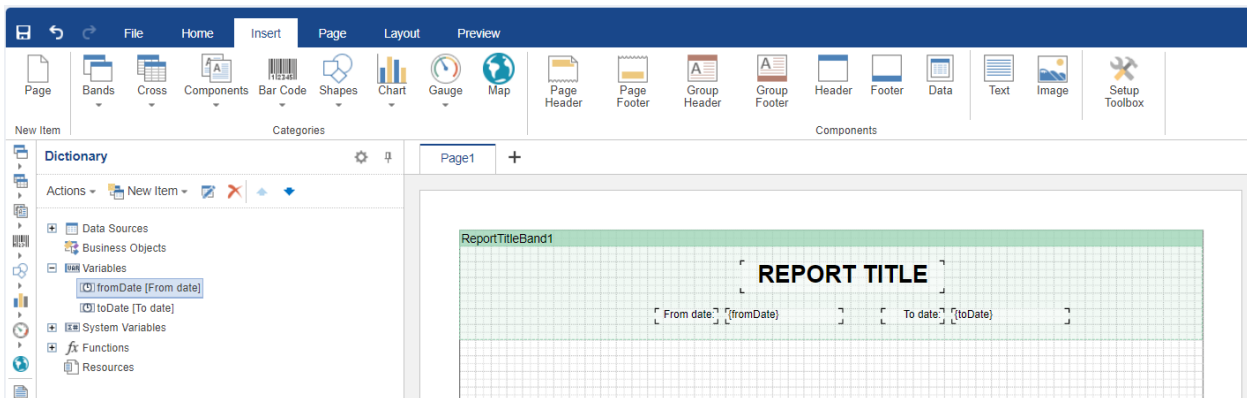 File Home Insert Page Layout Preview
Page Bands Cross Components Bar Code Shapes Chart Gauge Map Page Header Page Footer Group Header Group Footer Header Footer Data Text Image Setup Toolbox
New Item Categories Components
Dictionary
Page1 +
Actions New Item
Data Sources
Business Objects
Variables
fromDate [From date]
toDate [To date]
System Variables
fx Functions
Resources
ReportTitleBand1
REPORT TITLE
From date: {fromDate} To date: {toDate}